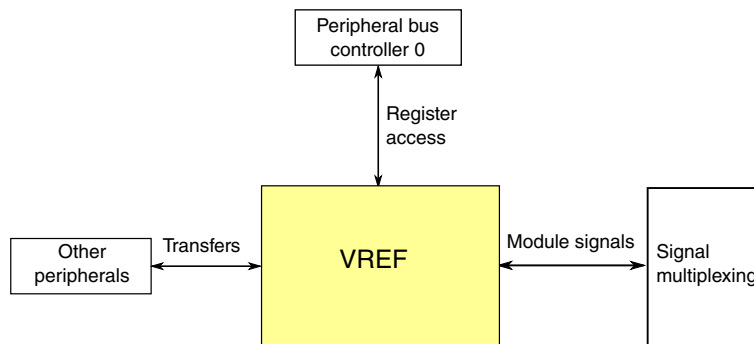 Peripheral bus
controller 0
Register
access
Other
peripherals
Transfers
VREF
Module signals
Signal
multiplexing